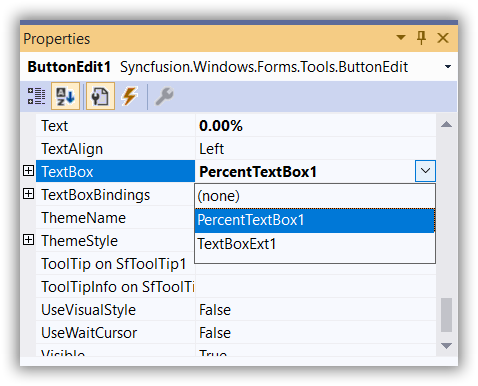 Properties
ButtonEdit1 Syncfusion.Windows.Forms.Tools.ButtonEdit
Text 0.00%
TextAlign Left
TextBox PercentTextBox1
TextBoxBindings (none)
ThemeName PercentTextBox1
ThemeStyle TextBoxExt1
ToolTip on SfToolTip1
ToolTipInfo on SfToolTi
UseVisualStyle False
UseWaitCursor False
Visible True